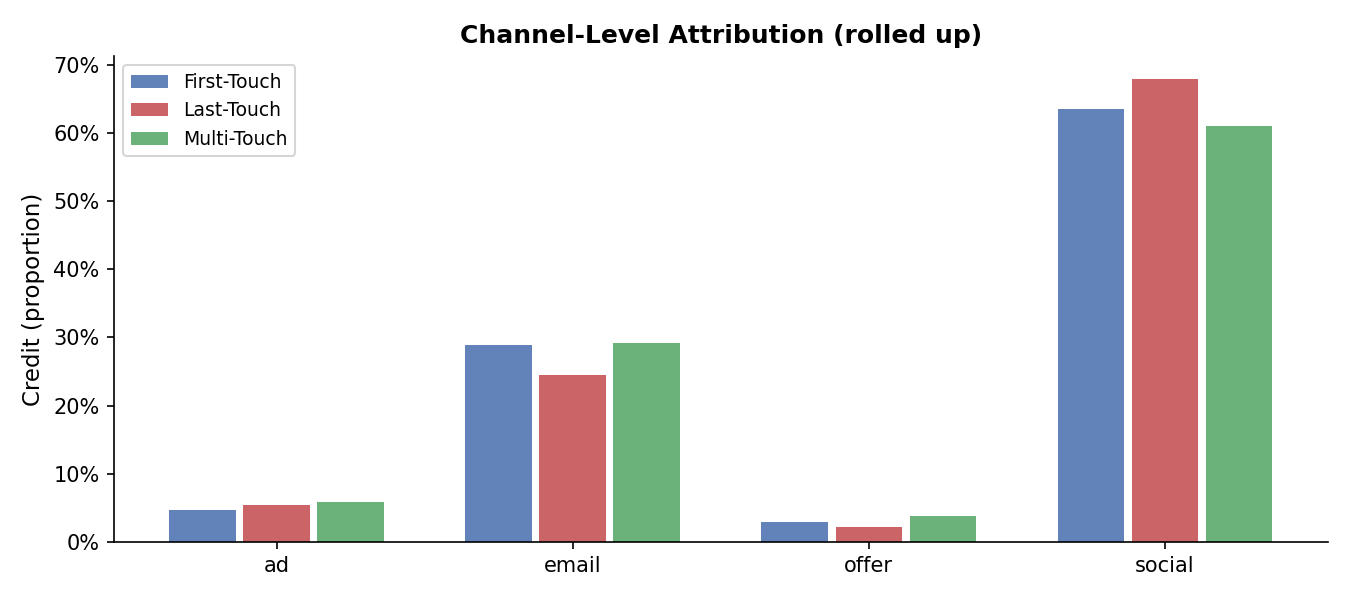 Channel-Level Attribution (rolled up)
First-Touch
Last-Touch
Multi-Touch
Credit (proportion)
70%
60%
50%
40%
30%
20%
10%
0%
ad
email
offer
social